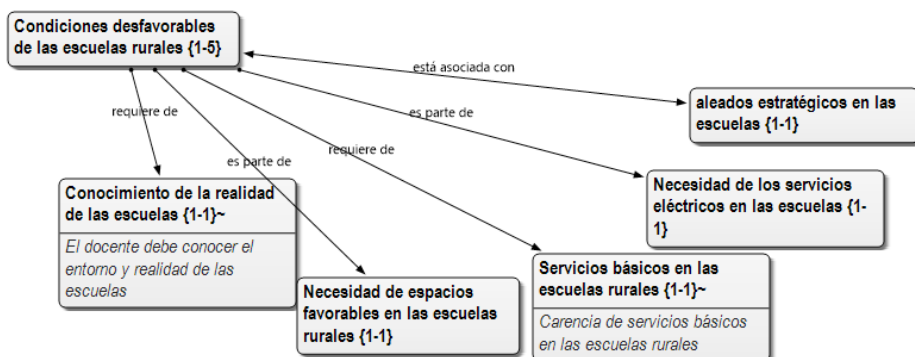 Condiciones desfavorables
de las escuelas rurales {1-5}
está asociada con
aleados estratégicos en las
escuelas {1-1}
requiere de
es parte de
requiere de
es parte de
Conocimiento de la realidad
de las escuelas {1-1}~
El docente debe conocer el
entorno y realidad de las
escuelas
Necesidad de los servicios
eléctricos en las escuelas {1-
1}
Necesidad de espacios
favorables en las escuelas
rurales {1-1}
Servicios básicos en las
escuelas rurales {1-1}~
Carencia de servicios básicos
en las escuelas rurales